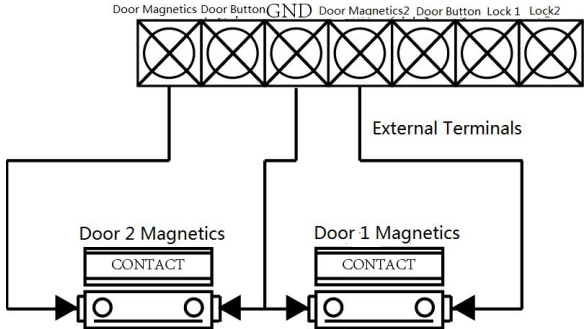 Door Magnetics Door Button GND Door Magnetics2 Door Button Lock 1 Lock2
External Terminals
Door 2 Magnetics Door 1 Magnetics
CONTACT CONTACT